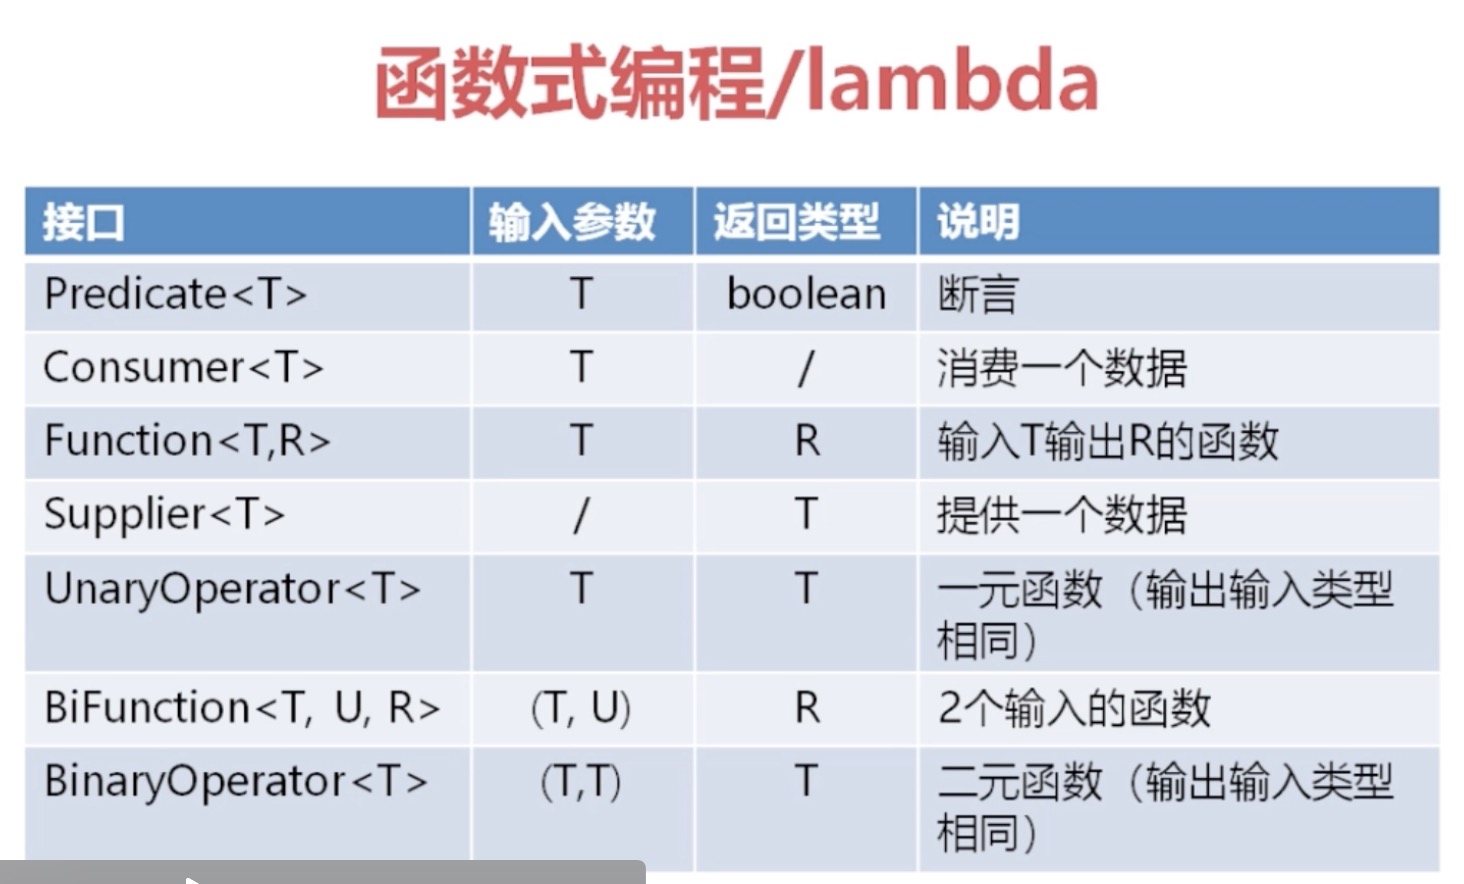 函数式编程/lambda
接口 输入参数 返回类型 说明
Predicate<T> T boolean 断言
Consumer<T> T / 消费一个数据
Function<T,R> T R 输入T输出R的函数
Supplier<T> / T 提供一个数据
UnaryOperator<T> T T 一元函数（输出输入类型
相同）
BiFunction<T, U, R> (T, U) R 2个输入的函数
BinaryOperator<T> (T,T) T 二元函数（输出输入类型
相同）